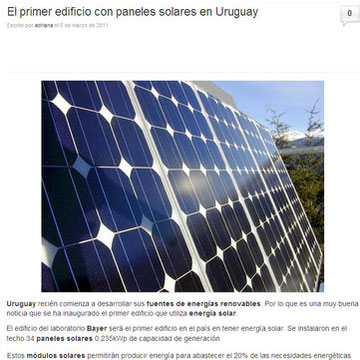 El primer edificio con paneles solares en Uruguay
0
Escrito por adriana el 5 de marzo de 2011
Uruguay recién comienza a desarrollar sus fuentes de energías renovables. Por lo que es una muy buena
noticia que se ha inaugurado el primer edificio que utiliza energía solar.
El edificio del laboratorio Bayer será el primer edificio en el país en tener energía solar. Se instalaron en el
techo 34 paneles solares 0,235kWp de capacidad de generación.
Estos módulos solares permitirán producir energía para abastecer el 20% de las necesidades energéticas